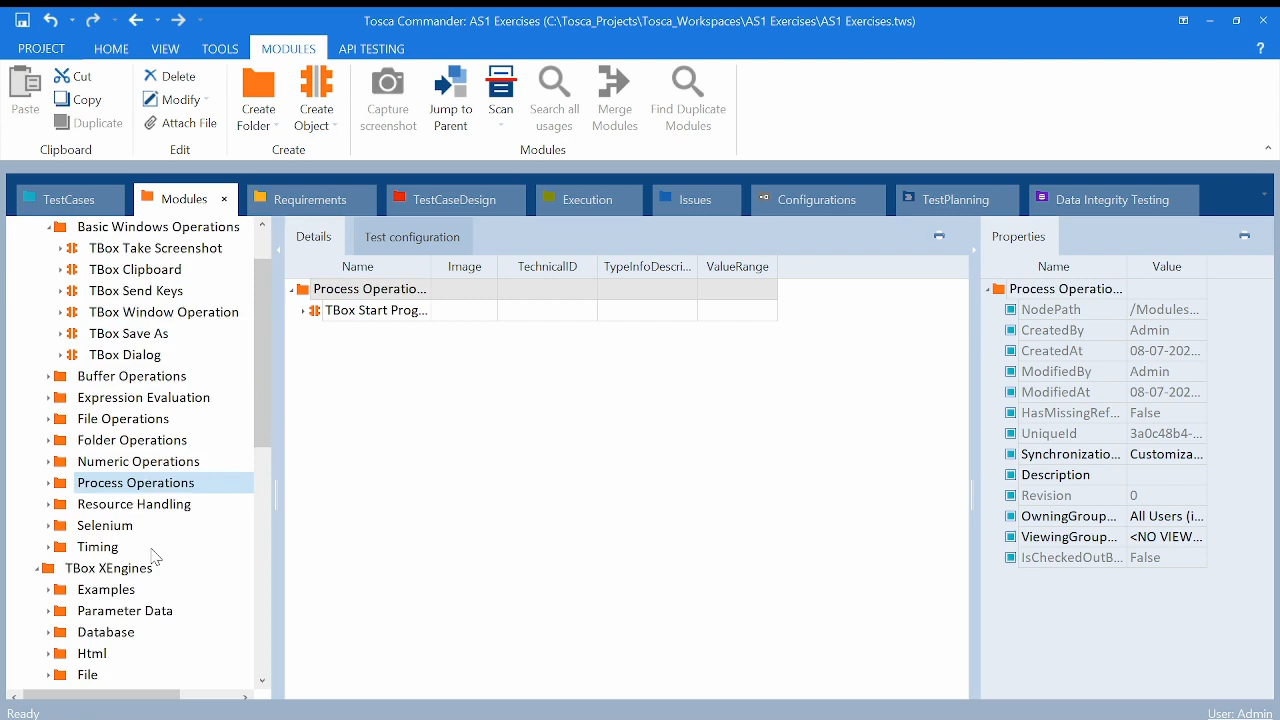 Tosca Commander: AS1 Exercises (C:\Tosca_Projects\Tosca_Workspaces\AS1 Exercises\AS1 Exercises.tws)
PROJECT HOME VIEW TOOLS MODULES API TESTING ?
Paste
Cut
Copy
Duplicate
Clipboard
Delete
Modify
Attach File
Edit
Create Folder
Create Object
Create
Capture screenshot
Jump to Parent
Scan
Search all usages
Merge Modules
Find Duplicate Modules
Modules
TestCases Modules × Requirements TestCaseDesign Execution Issues Configurations TestPlanning Data Integrity Testing
Basic Windows Operations
TBox Take Screenshot
TBox Clipboard
TBox Send Keys
TBox Window Operation
TBox Save As
TBox Dialog
Buffer Operations
Expression Evaluation
File Operations
Folder Operations
Numeric Operations
Process Operations
Resource Handling
Selenium
Timing
TBox XEngines
Examples
Parameter Data
Database
Html
File
Details Test configuration
Name Image TechnicalID TypeInfoDescri... ValueRange
Process Operatio...
TBox Start Prog...
Properties
Name Value
Process Operatio...
NodePath /Modules...
CreatedBy Admin
CreatedAt 08-07-202...
ModifiedBy Admin
ModifiedAt 08-07-202...
HasMissingRef... False
UniqueId 3a0c48b4-...
Synchronizatio... Customiza...
Description
Revision 0
OwningGroup... All Users (i...
ViewingGroup... <NO VIEW...
IsCheckedOutB... False
Ready
User: Admin